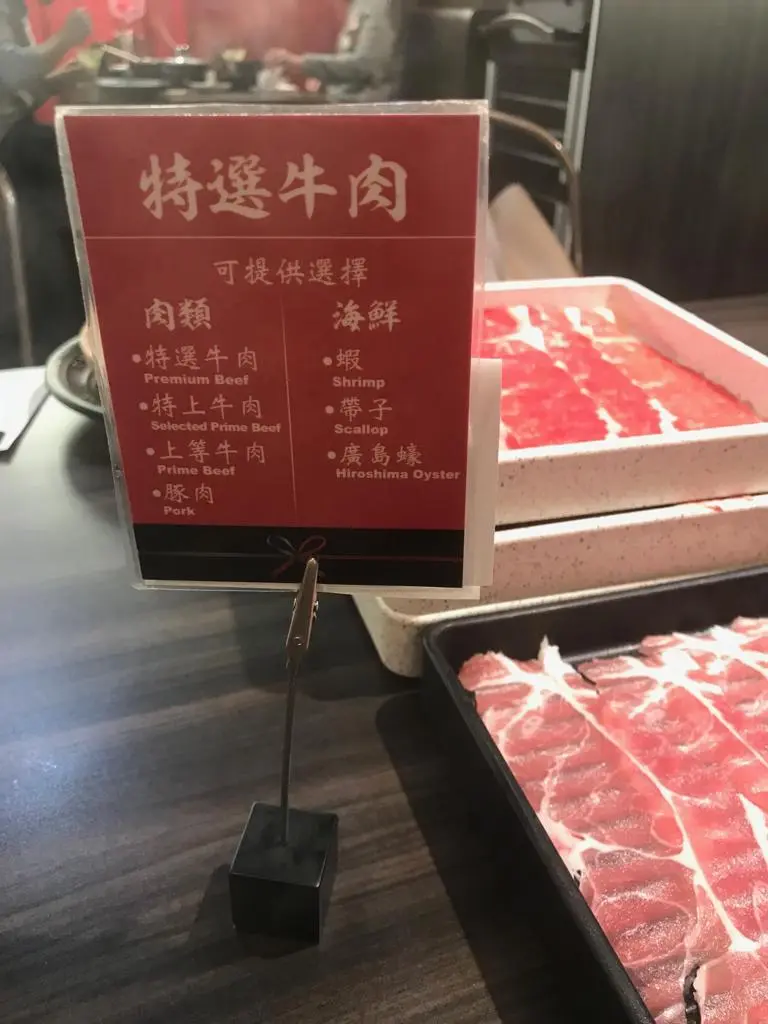 特選牛肉
可提供選擇
肉類
•特選牛肉
Premium Beef
•特上牛肉
Selected Prime Beef
•上等牛肉
Prime Beef
•豚肉
Pork
海鮮
•蝦
Shrimp
•帶子
Scallop
•廣島蠔
Hiroshima Oyster